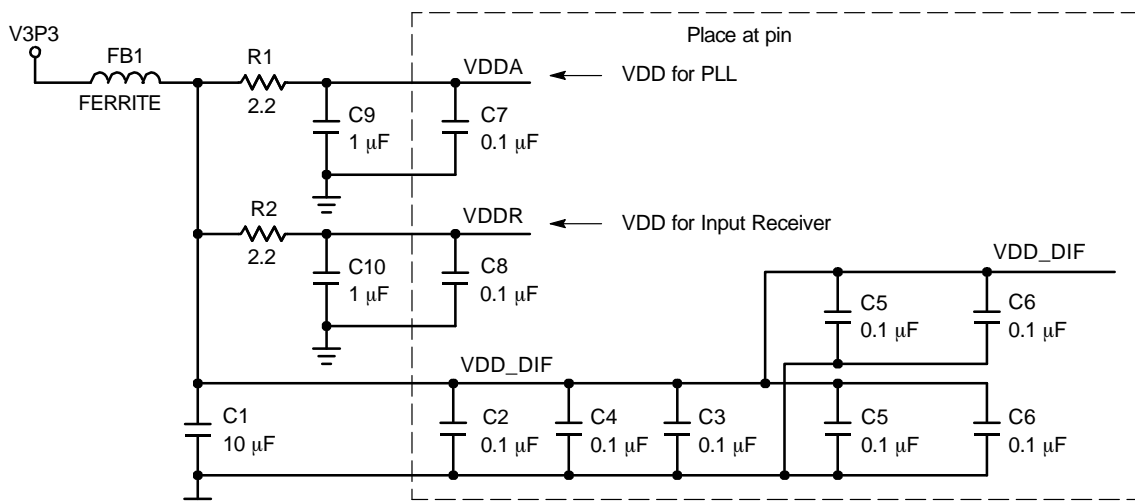 Place at pin
V3P3
FB1
FERRITE
R1
2.2
VDDA
VDD for PLL
C9
1 μF
C7
0.1 μF
R2
2.2
VDDR
VDD for Input Receiver
C10
1 μF
C8
0.1 μF
VDD_DIF
C5
0.1 μF
C6
0.1 μF
VDD_DIF
C1
10 μF
C2
0.1 μF
C4
0.1 μF
C3
0.1 μF
C5
0.1 μF
C6
0.1 μF